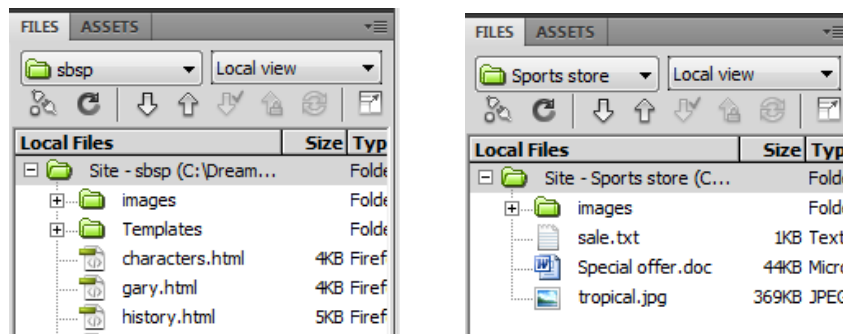 FILES ASSETS
sbsp Local view
Local Files Size Typ
Site - sbsp (C:\Dream... Folde
images Folde
Templates Folde
characters.html 4KB Firef
gary.html 4KB Firef
history.html 5KB Firef
FILES ASSETS
Sports store Local view
Local Files Size Typ
Site - Sports store (C... Fold
images Fold
sale.txt 1KB Text
Special offer.doc 44KB Micro
tropical.jpg 369KB JPEG